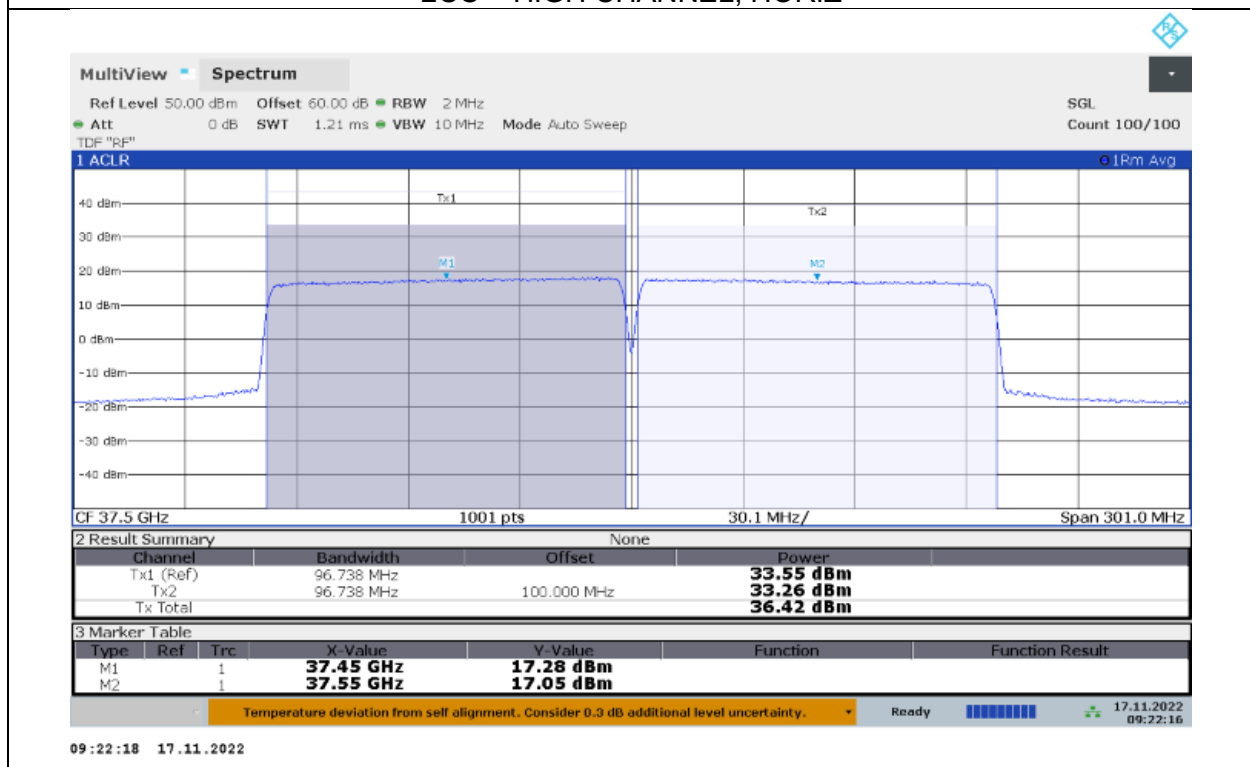 MultiView Spectrum
Ref Level 50.00 dBm Offset 60.00 dB RBW 2 MHz SGL
Att 0 dB SWT 1.21 ms VBW 10 MHz Mode Auto Sweep Count 100/100
TDF "RF"
1 ACLR 1Rm Avg
Tx1
40 dBm
Tx2
30 dBm
M1 M2
20 dBm
10 dBm
0 dBm
-10 dBm
-20 dBm
-30 dBm
-40 dBm
CF 37.5 GHz 1001 pts 30.1 MHz/ Span 301.0 MHz
2 Result Summary None
Channel Bandwidth Offset Power
Tx1 (Ref) 96.738 MHz 33.55 dBm
Tx2 96.738 MHz 100.000 MHz 33.26 dBm
Tx Total 36.42 dBm
3 Marker Table
Type Ref Trc X-Value Y-Value Function Function Result
M1 1 37.45 GHz 17.28 dBm
M2 1 37.55 GHz 17.05 dBm
Temperature deviation from self alignment. Consider 0.3 dB additional level uncertainty. Ready 17.11.2022
09:22:16
09:22:18 17.11.2022